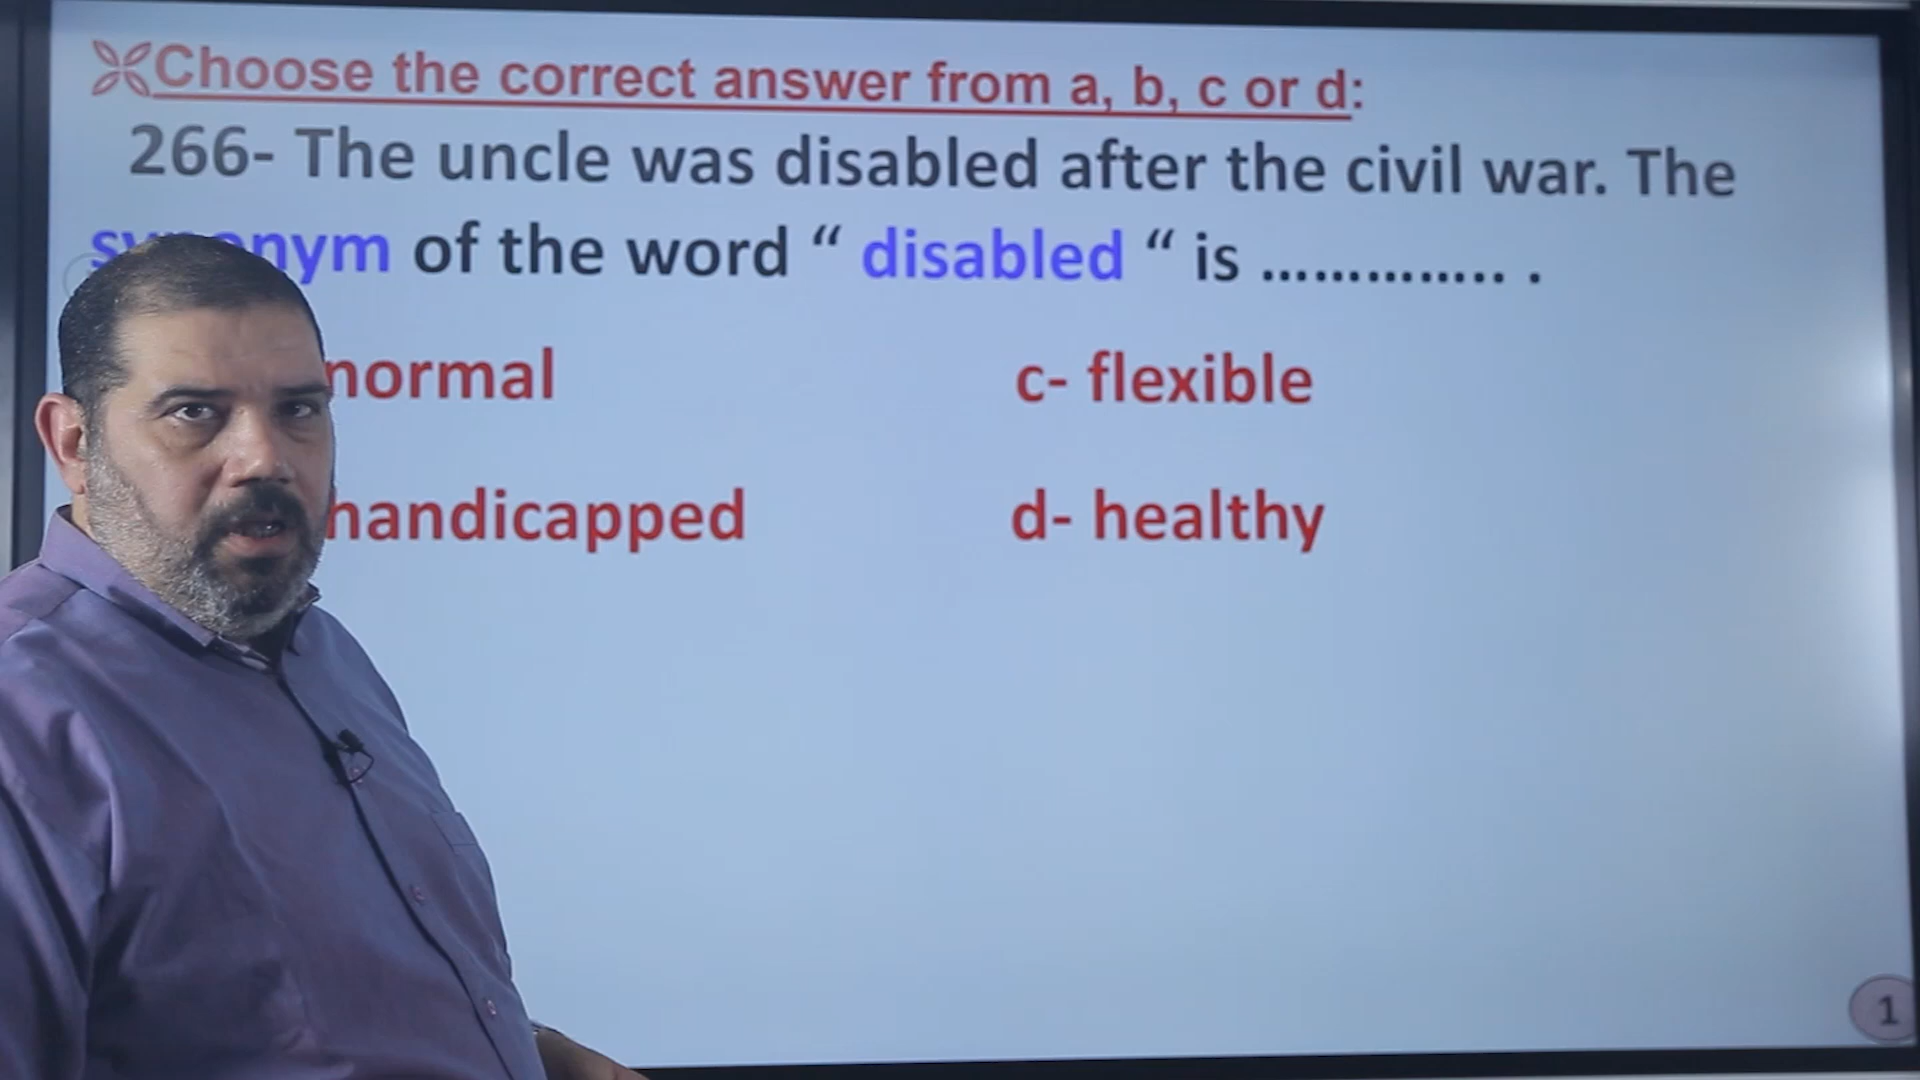 Choose the correct answer from a, b, c or d:
266- The uncle was disabled after the civil war. The
synonym of the word “ disabled “ is ………….. .
normal
c- flexible
handicapped
d- healthy
1